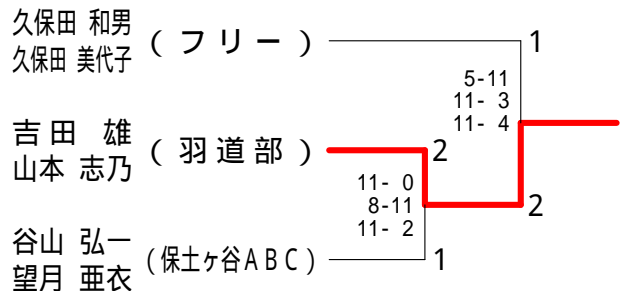 久保田 和男
久保田 美代子
(フリー)
1
5-11
11- 3
11- 4
吉田 雄
山本 志乃
(羽道部)
2
11- 0
8-11
11- 2
2
谷山 弘一
望月 亜衣
(保土ヶ谷ABC)
1